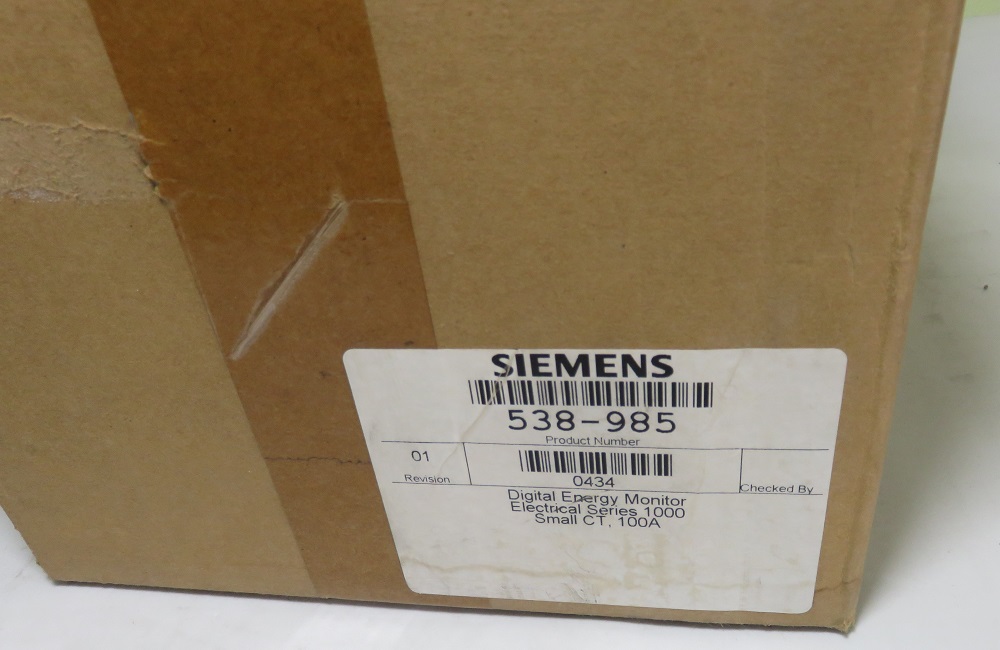 SIEMENS
538-985
Product Number
01
Revision
0434
Checked By
Digital Energy Monitor
Electrical Series 1000
Small CT, 100A